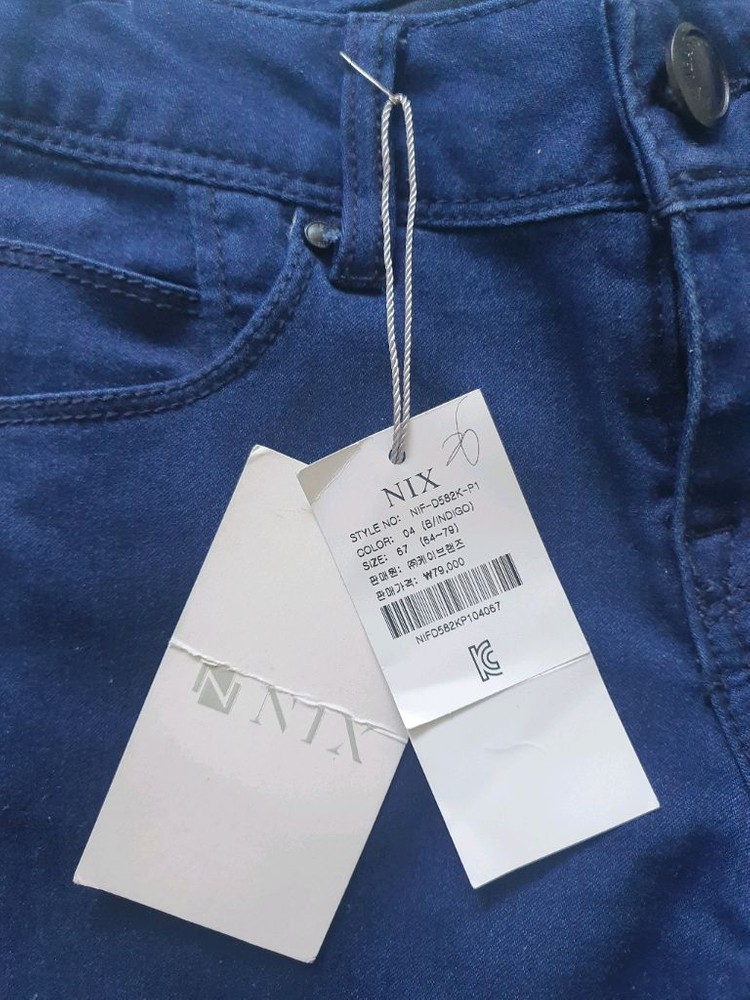 26
NIX
STYLE NO: NIF-D582K-P1
COLOR: 04 (B/INDIGO)
SIZE: 67 (64~79)
판매원: ㈜케이브랜즈
판매가격: ₩79,000
NIFD582KP104067
N NIX